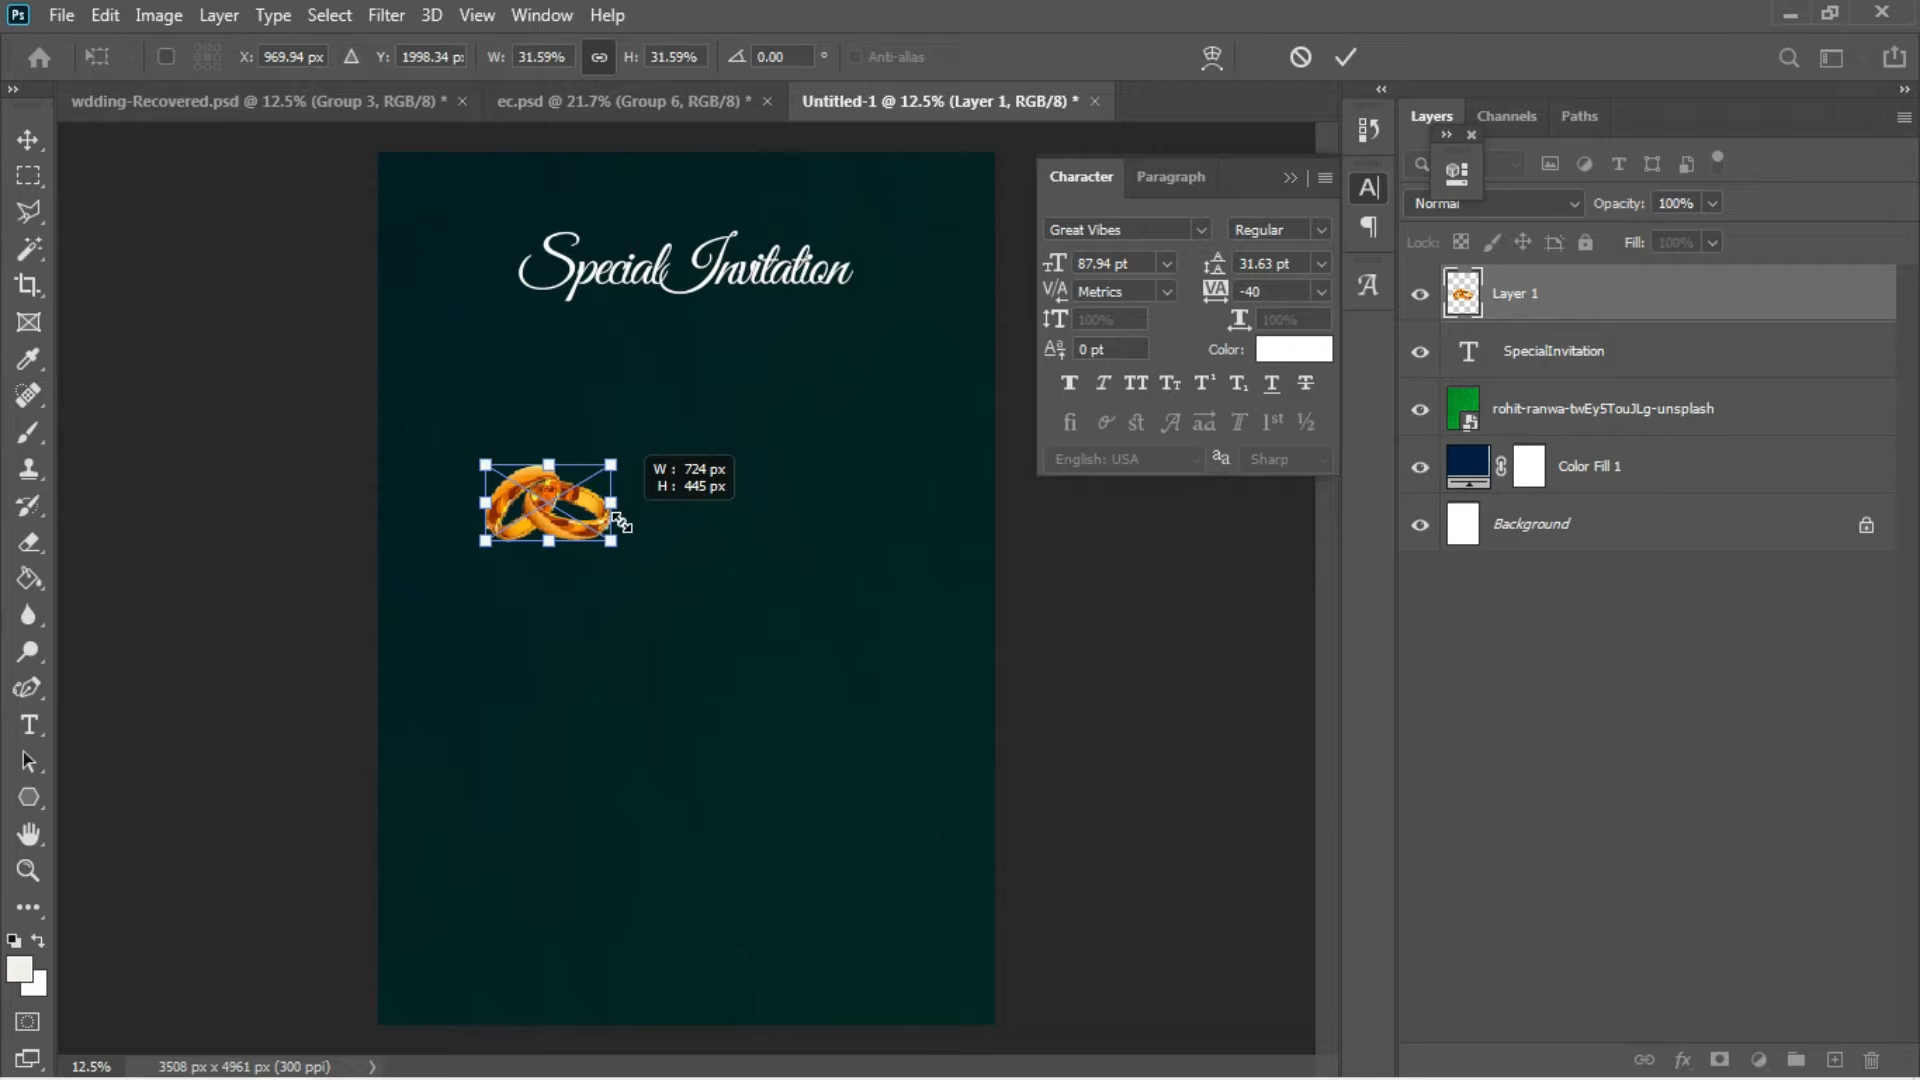 Ps File Edit Image Layer Type Select Filter 3D View Window Help
X: 969.94 px Y: 1998.34 p W: 31.59% H: 31.59% 0.00 ° Anti-alias
wdding-Recovered.psd @ 12.5% (Group 3, RGB/8) * × ec.psd @ 21.7% (Group 6, RGB/8) * × Untitled-1 @ 12.5% (Layer 1, RGB/8) * ×
Layers Channels Paths
Character Paragraph
Normal Opacity: 100%
Great Vibes Regular
Lock: Fill: 100%
87.94 pt 31.63 pt
Metrics -40
100% 100%
0 pt Color:
English: USA Sharp
Special Invitation
W : 724 px
H : 445 px
Layer 1
SpecialInvitation
rohit-ranwa-twEy5TouJLg-unsplash
Color Fill 1
Background
12.5% 3508 px x 4961 px (300 ppi)